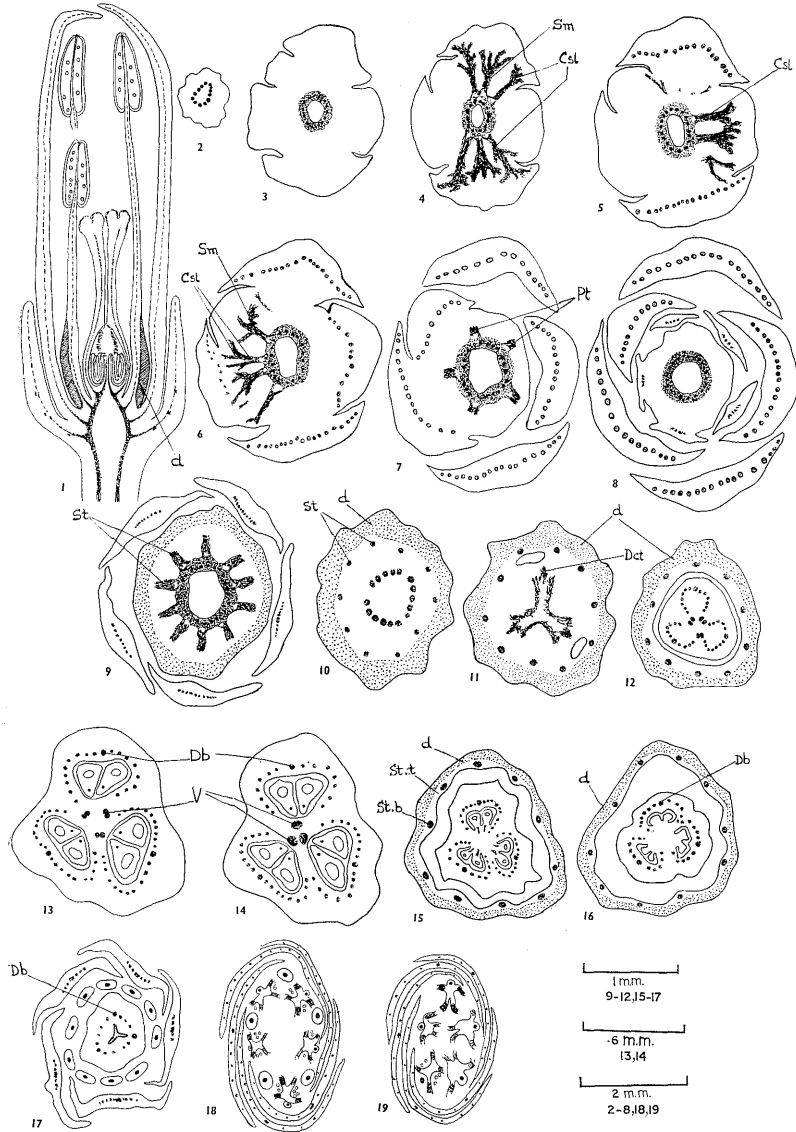 Sm
Csl
Csl
2
3
4
5
Sm
Csl
Pt
d
1
6
7
8
St
St
d
d
Dct
9
10
11
12
Db
V
d
St.t
St.b
d
Db
13
14
15
16
Db
1 m.m.
9-12,15-17
·6 m.m.
13,14
2 m.m.
2-8,18,19
17
18
19